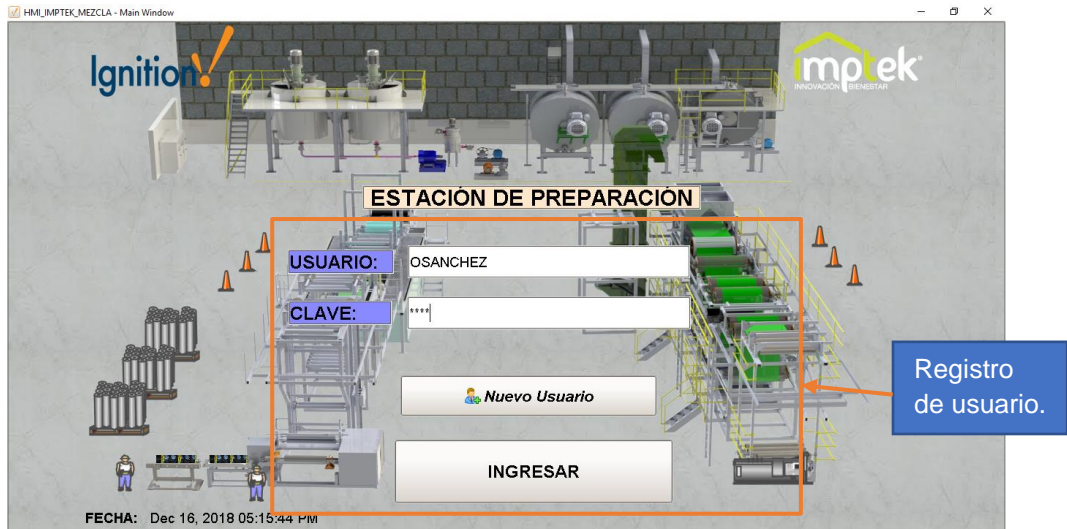 HMI_IMPTEK_MEZCLA - Main Window
Ignition!
imptek
INNOVACIÓN BIENESTAR
ESTACIÓN DE PREPARACIÓN
USUARIO:
OSANCHEZ
CLAVE:
****
Nuevo Usuario
Registro
de usuario.
INGRESAR
FECHA: Dec 16, 2018 05:15:44 PM